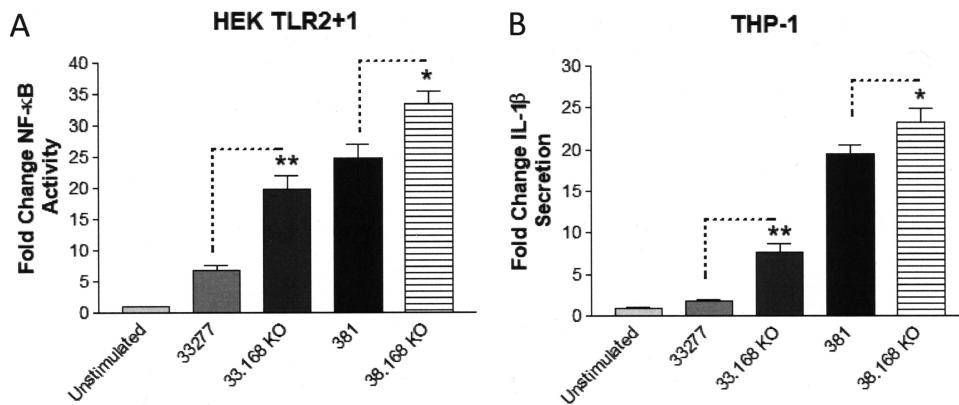 A
HEK TLR2+1
Fold Change NF-κB
Activity
40
35
30
25
20
15
10
5
0
**
*
Unstimulated
33277
33.168 KO
381
38.168 KO
B
THP-1
Fold Change IL-1β
Secretion
30
25
20
15
10
5
0
**
*
Unstimulated
33277
33.168 KO
381
38.168 KO